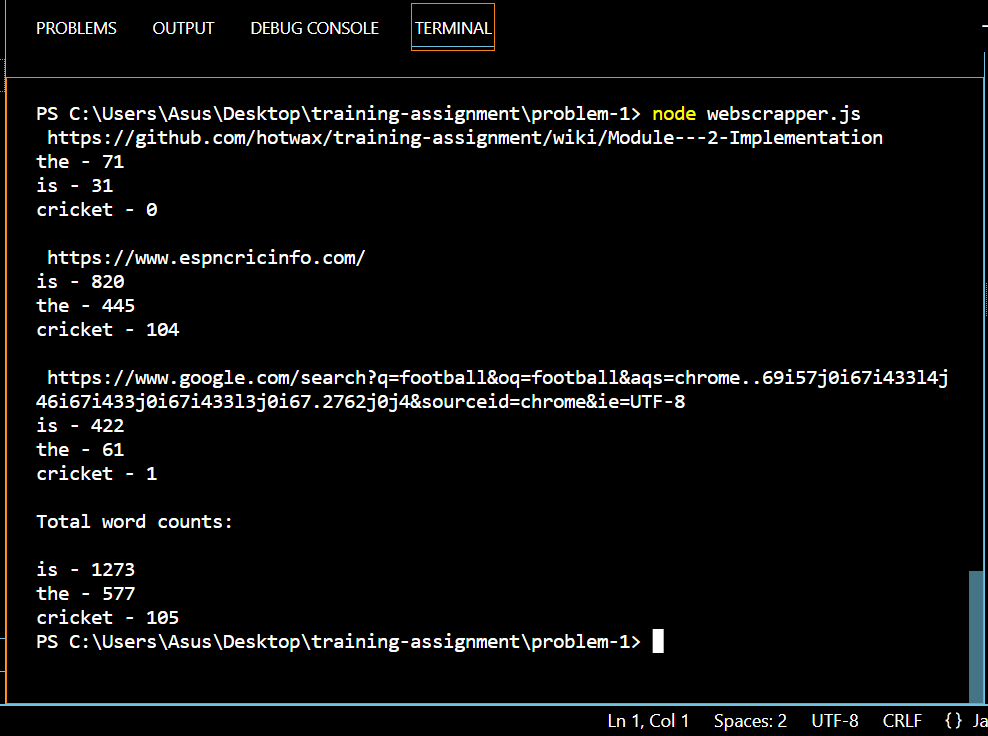 PROBLEMS OUTPUT DEBUG CONSOLE TERMINAL
PS C:\Users\Asus\Desktop\training-assignment\problem-1> node webscrapper.js
https://github.com/hotwax/training-assignment/wiki/Module---2-Implementation
the - 71
is - 31
cricket - 0
https://www.espncricinfo.com/
is - 820
the - 445
cricket - 104
https://www.google.com/search?q=football&oq=football&aqs=chrome..69i57j0i67i433l4j
46i67i433j0i67i433l3j0i67.2762j0j4&sourceid=chrome&ie=UTF-8
is - 422
the - 61
cricket - 1
Total word counts:
is - 1273
the - 577
cricket - 105
PS C:\Users\Asus\Desktop\training-assignment\problem-1>
Ln 1, Col 1 Spaces: 2 UTF-8 CRLF {} Ja